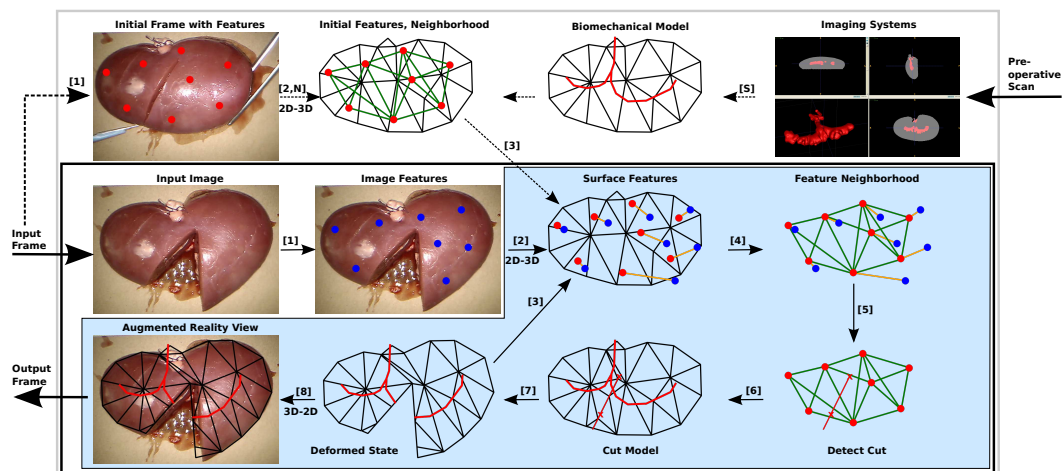 Initial Frame with Features
Initial Features, Neighborhood
Biomechanical Model
Imaging Systems
[1]
[2,N]
2D-3D
[S]
Pre-
operative
Scan
[3]
Input Image
Image Features
Surface Features
Feature Neighborhood
Input
Frame
[1]
[2]
2D-3D
[4]
[3]
[5]
Augmented Reality View
Output
Frame
[8]
3D-2D
[7]
[6]
Deformed State
Cut Model
Detect Cut